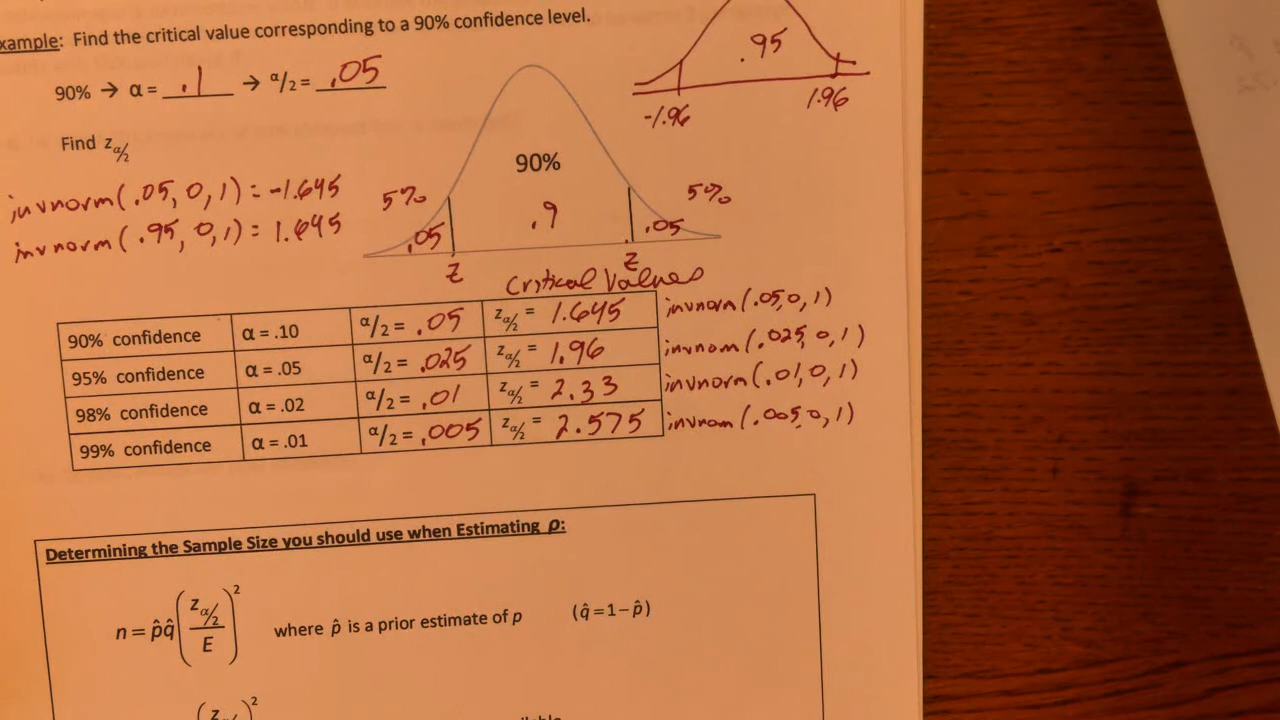 xample: Find the critical value corresponding to a 90% confidence level.
90% → α = .1 → α/2 = .05
.95
-1.96 1.96
Find zα/2
invnorm(.05, 0, 1) = -1.645
invnorm(.95, 0, 1) = 1.645
5% 90% 5%
.05 .9 .05
z z
Critical Values
90% confidence α = .10 α/2 = .05 zα/2 = 1.645 invnorm(.05, 0, 1)
95% confidence α = .05 α/2 = .025 zα/2 = 1.96 invnom(.025, 0, 1)
98% confidence α = .02 α/2 = .01 zα/2 = 2.33 invnorm(.01, 0, 1)
99% confidence α = .01 α/2 = .005 zα/2 = 2.575 invnom(.005, 0, 1)
Determining the Sample Size you should use when Estimating ρ:
n = p̂q̂(zα/2 / E)² where p̂ is a prior estimate of p (q̂=1−p̂)